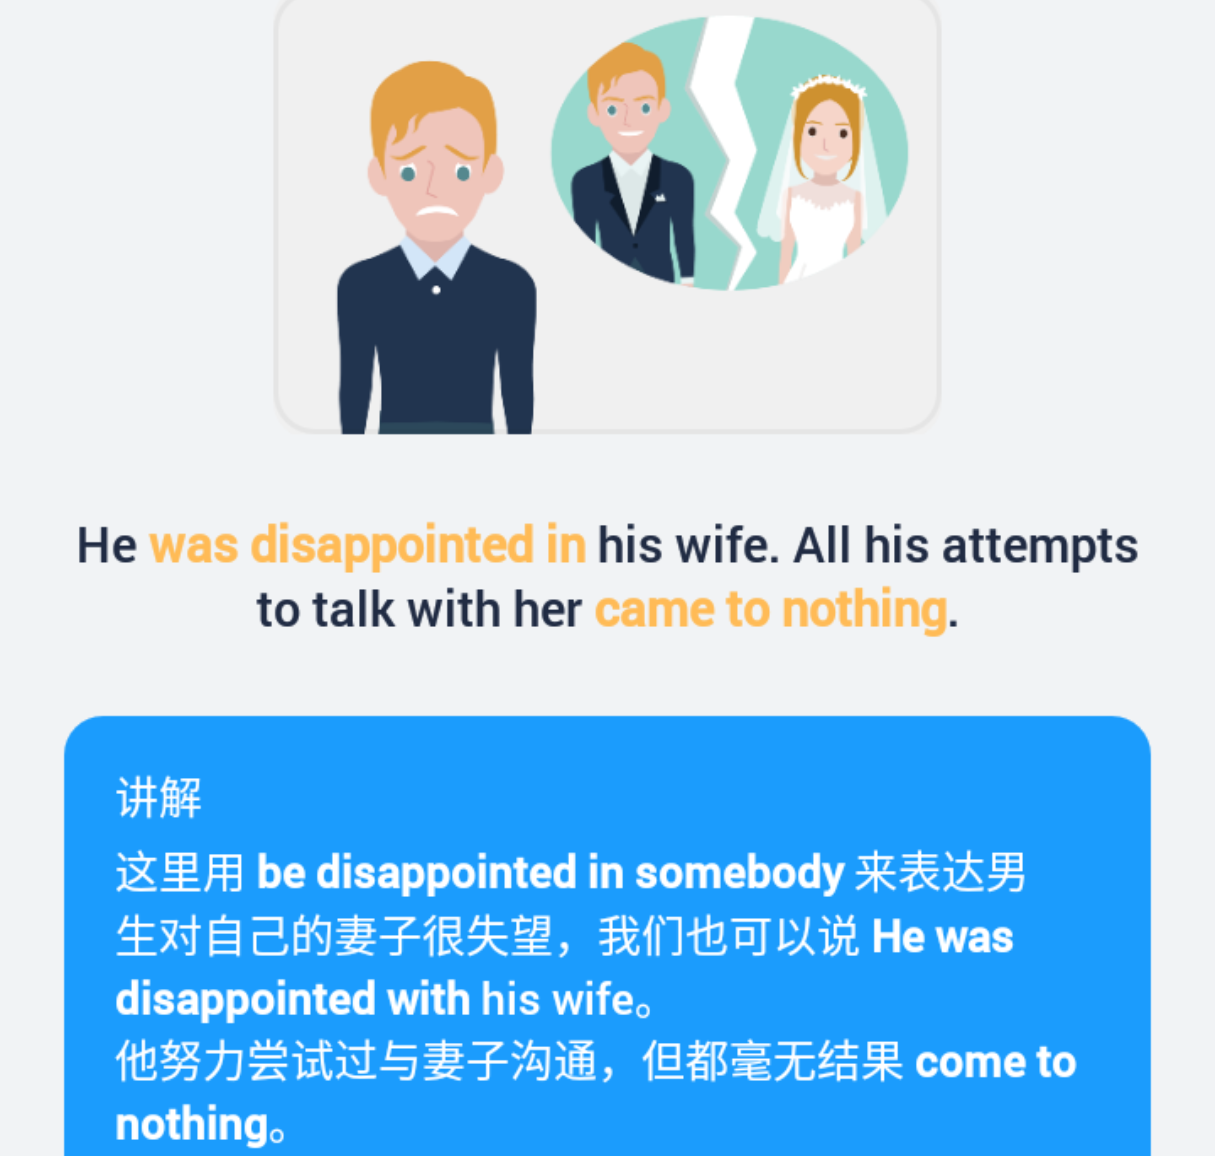 He was disappointed in his wife. All his attempts
to talk with her came to nothing.
讲解
这里用 be disappointed in somebody 来表达男
生对自己的妻子很失望，我们也可以说 He was
disappointed with his wife。
他努力尝试过与妻子沟通，但都毫无结果 come to
nothing。